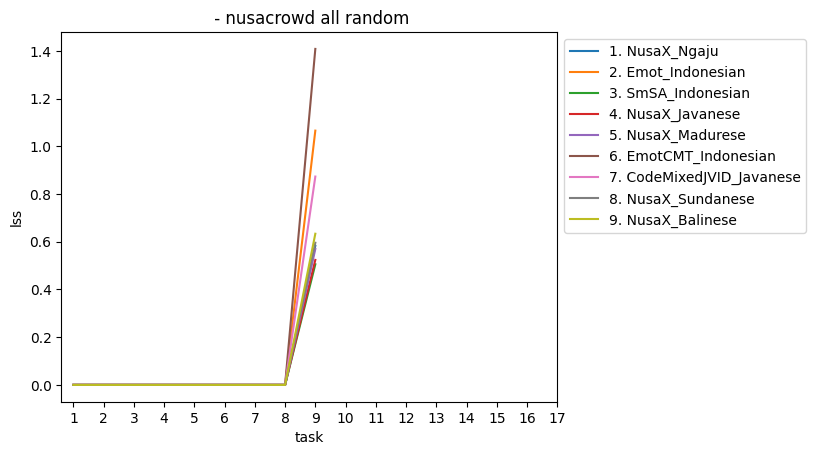 - nusacrowd all random
lss
1.4
1.2
1.0
0.8
0.6
0.4
0.2
0.0
1 2 3 4 5 6 7 8 9 10 11 12 13 14 15 16 17
task
1. NusaX_Ngaju
2. Emot_Indonesian
3. SmSA_Indonesian
4. NusaX_Javanese
5. NusaX_Madurese
6. EmotCMT_Indonesian
7. CodeMixedJVID_Javanese
8. NusaX_Sundanese
9. NusaX_Balinese